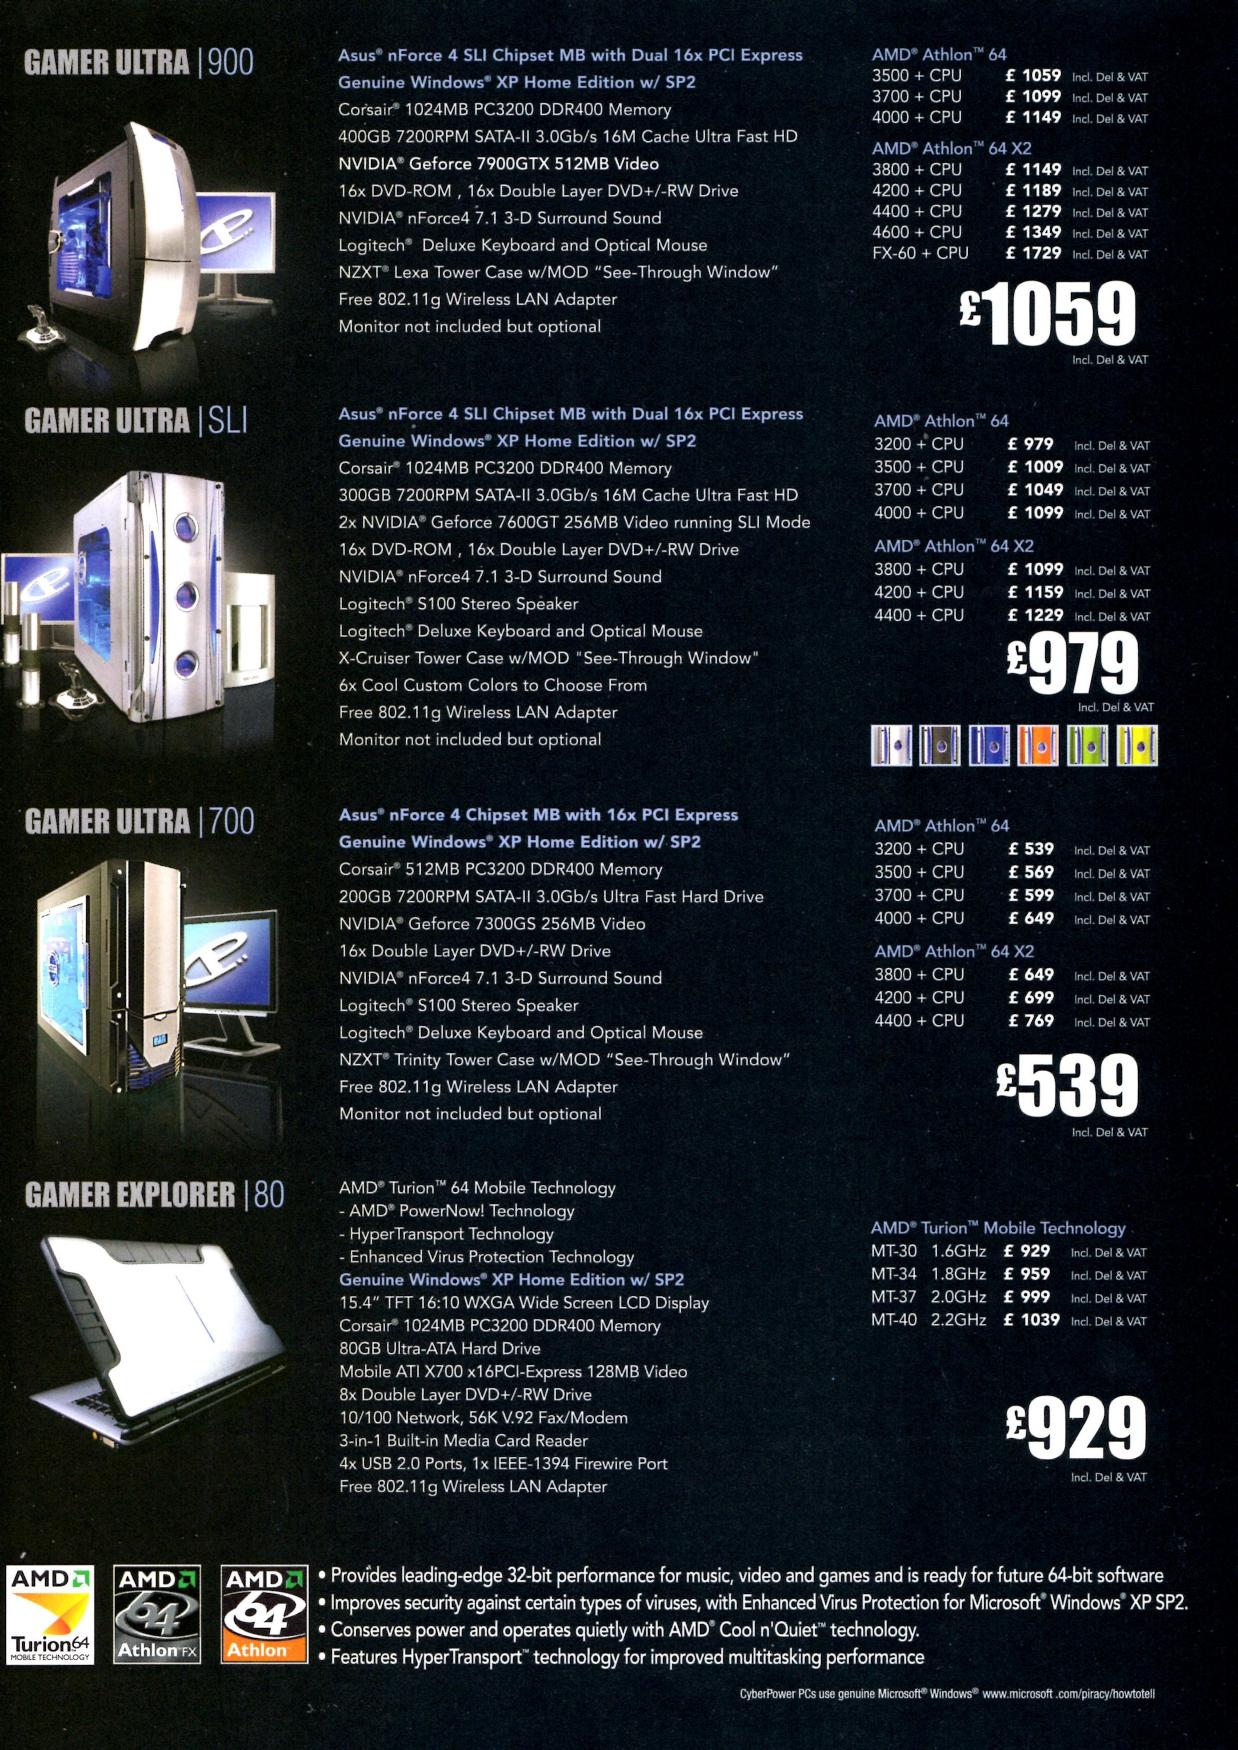 GAMER ULTRA | 900
Asus® nForce 4 SLI Chipset MB with Dual 16x PCI Express
Genuine Windows® XP Home Edition w/ SP2
Corsair® 1024MB PC3200 DDR400 Memory
400GB 7200RPM SATA-II 3.0Gb/s 16M Cache Ultra Fast HD
NVIDIA® Geforce 7900GTX 512MB Video
16x DVD-ROM , 16x Double Layer DVD+/-RW Drive
NVIDIA® nForce4 7.1 3-D Surround Sound
Logitech® Deluxe Keyboard and Optical Mouse
NZXT® Lexa Tower Case w/MOD “See-Through Window”
Free 802.11g Wireless LAN Adapter
Monitor not included but optional
AMD® Athlon™ 64
3500 + CPU £ 1059 Incl. Del & VAT
3700 + CPU £ 1099 Incl. Del & VAT
4000 + CPU £ 1149 Incl. Del & VAT
AMD® Athlon™ 64 X2
3800 + CPU £ 1149 Incl. Del & VAT
4200 + CPU £ 1189 Incl. Del & VAT
4400 + CPU £ 1279 Incl. Del & VAT
4600 + CPU £ 1349 Incl. Del & VAT
FX-60 + CPU £ 1729 Incl. Del & VAT
£1059
Incl. Del & VAT
GAMER ULTRA | SLI
Asus® nForce 4 SLI Chipset MB with Dual 16x PCI Express
Genuine Windows® XP Home Edition w/ SP2
Corsair® 1024MB PC3200 DDR400 Memory
300GB 7200RPM SATA-II 3.0Gb/s 16M Cache Ultra Fast HD
2x NVIDIA® Geforce 7600GT 256MB Video running SLI Mode
16x DVD-ROM , 16x Double Layer DVD+/-RW Drive
NVIDIA® nForce4 7.1 3-D Surround Sound
Logitech® S100 Stereo Speaker
Logitech® Deluxe Keyboard and Optical Mouse
X-Cruiser Tower Case w/MOD "See-Through Window"
6x Cool Custom Colors to Choose From
Free 802.11g Wireless LAN Adapter
Monitor not included but optional
AMD® Athlon™ 64
3200 + CPU £ 979 Incl. Del & VAT
3500 + CPU £ 1009 Incl. Del & VAT
3700 + CPU £ 1049 Incl. Del & VAT
4000 + CPU £ 1099 Incl. Del & VAT
AMD® Athlon™ 64 X2
3800 + CPU £ 1099 Incl. Del & VAT
4200 + CPU £ 1159 Incl. Del & VAT
4400 + CPU £ 1229 Incl. Del & VAT
£979
Incl. Del & VAT
GAMER ULTRA | 700
Asus® nForce 4 Chipset MB with 16x PCI Express
Genuine Windows® XP Home Edition w/ SP2
Corsair® 512MB PC3200 DDR400 Memory
200GB 7200RPM SATA-II 3.0Gb/s Ultra Fast Hard Drive
NVIDIA® Geforce 7300GS 256MB Video
16x Double Layer DVD+/-RW Drive
NVIDIA® nForce4 7.1 3-D Surround Sound
Logitech® S100 Stereo Speaker
Logitech® Deluxe Keyboard and Optical Mouse
NZXT® Trinity Tower Case w/MOD “See-Through Window”
Free 802.11g Wireless LAN Adapter
Monitor not included but optional
AMD® Athlon™ 64
3200 + CPU £ 539 Incl. Del & VAT
3500 + CPU £ 569 Incl. Del & VAT
3700 + CPU £ 599 Incl. Del & VAT
4000 + CPU £ 649 Incl. Del & VAT
AMD® Athlon™ 64 X2
3800 + CPU £ 649 Incl. Del & VAT
4200 + CPU £ 699 Incl. Del & VAT
4400 + CPU £ 769 Incl. Del & VAT
£539
Incl. Del & VAT
GAMER EXPLORER | 80
AMD® Turion™ 64 Mobile Technology
- AMD® PowerNow! Technology
- HyperTransport Technology
- Enhanced Virus Protection Technology
Genuine Windows® XP Home Edition w/ SP2
15.4” TFT 16:10 WXGA Wide Screen LCD Display
Corsair® 1024MB PC3200 DDR400 Memory
80GB Ultra-ATA Hard Drive
Mobile ATI X700 x16PCI-Express 128MB Video
8x Double Layer DVD+/-RW Drive
10/100 Network, 56K V.92 Fax/Modem
3-in-1 Built-in Media Card Reader
4x USB 2.0 Ports, 1x IEEE-1394 Firewire Port
Free 802.11g Wireless LAN Adapter
AMD® Turion™ Mobile Technology
MT-30 1.6GHz £ 929 Incl. Del & VAT
MT-34 1.8GHz £ 959 Incl. Del & VAT
MT-37 2.0GHz £ 999 Incl. Del & VAT
MT-40 2.2GHz £ 1039 Incl. Del & VAT
£929
Incl. Del & VAT
AMD
Turion 64
MOBILE TECHNOLOGY
AMD
64
Athlon FX
AMD
64
Athlon
• Provides leading-edge 32-bit performance for music, video and games and is ready for future 64-bit software
• Improves security against certain types of viruses, with Enhanced Virus Protection for Microsoft® Windows® XP SP2.
• Conserves power and operates quietly with AMD® Cool n'Quiet™ technology.
• Features HyperTransport™ technology for improved multitasking performance
CyberPower PCs use genuine Microsoft® Windows® www.microsoft .com/piracy/howtotell